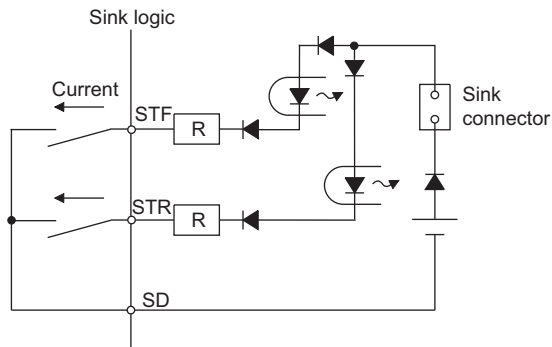 Sink logic
Current
STF
R
Sink
connector
STR
R
SD